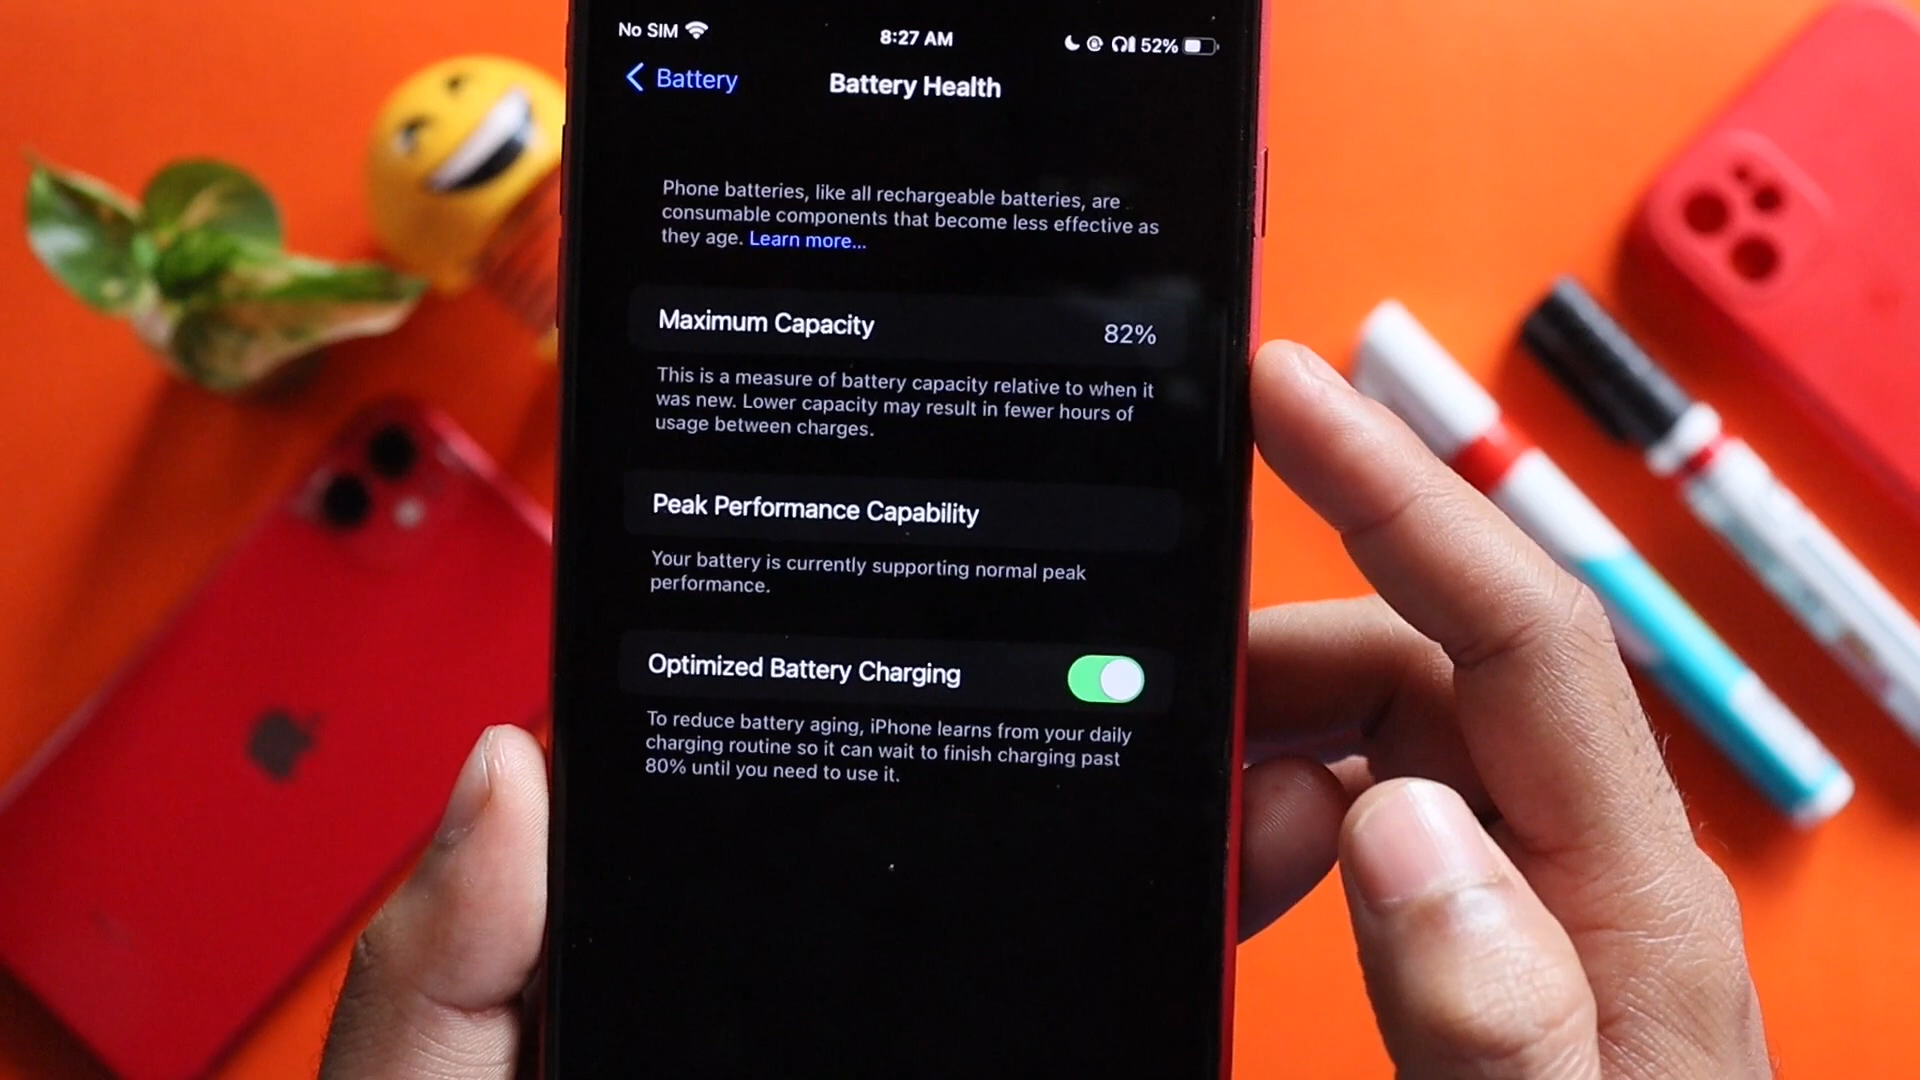 No SIM
8:27 AM
52%
Battery
Battery Health
Phone batteries, like all rechargeable batteries, are
consumable components that become less effective as
they age. Learn more...
Maximum Capacity
82%
This is a measure of battery capacity relative to when it
was new. Lower capacity may result in fewer hours of
usage between charges.
Peak Performance Capability
Your battery is currently supporting normal peak
performance.
Optimized Battery Charging
To reduce battery aging, iPhone learns from your daily
charging routine so it can wait to finish charging past
80% until you need to use it.